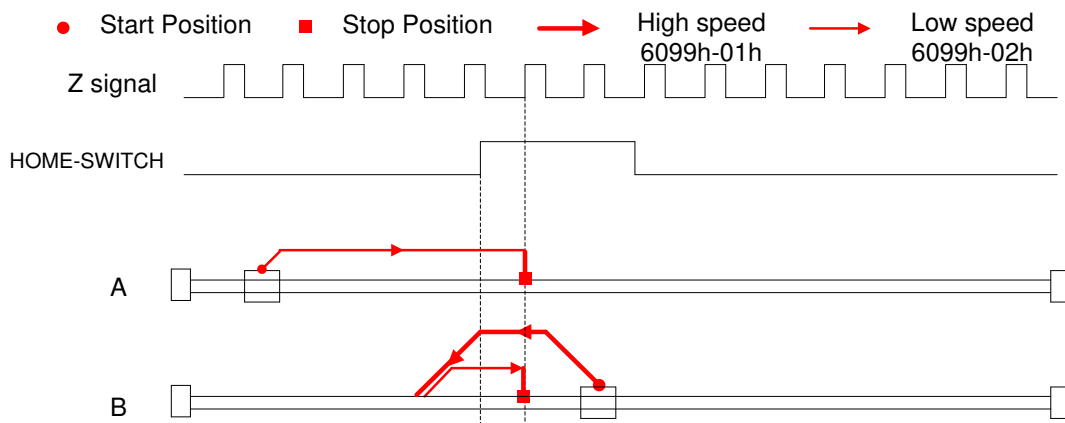 Start Position Stop Position High speed Low speed
6099h-01h 6099h-02h
Z signal
HOME-SWITCH
A
B